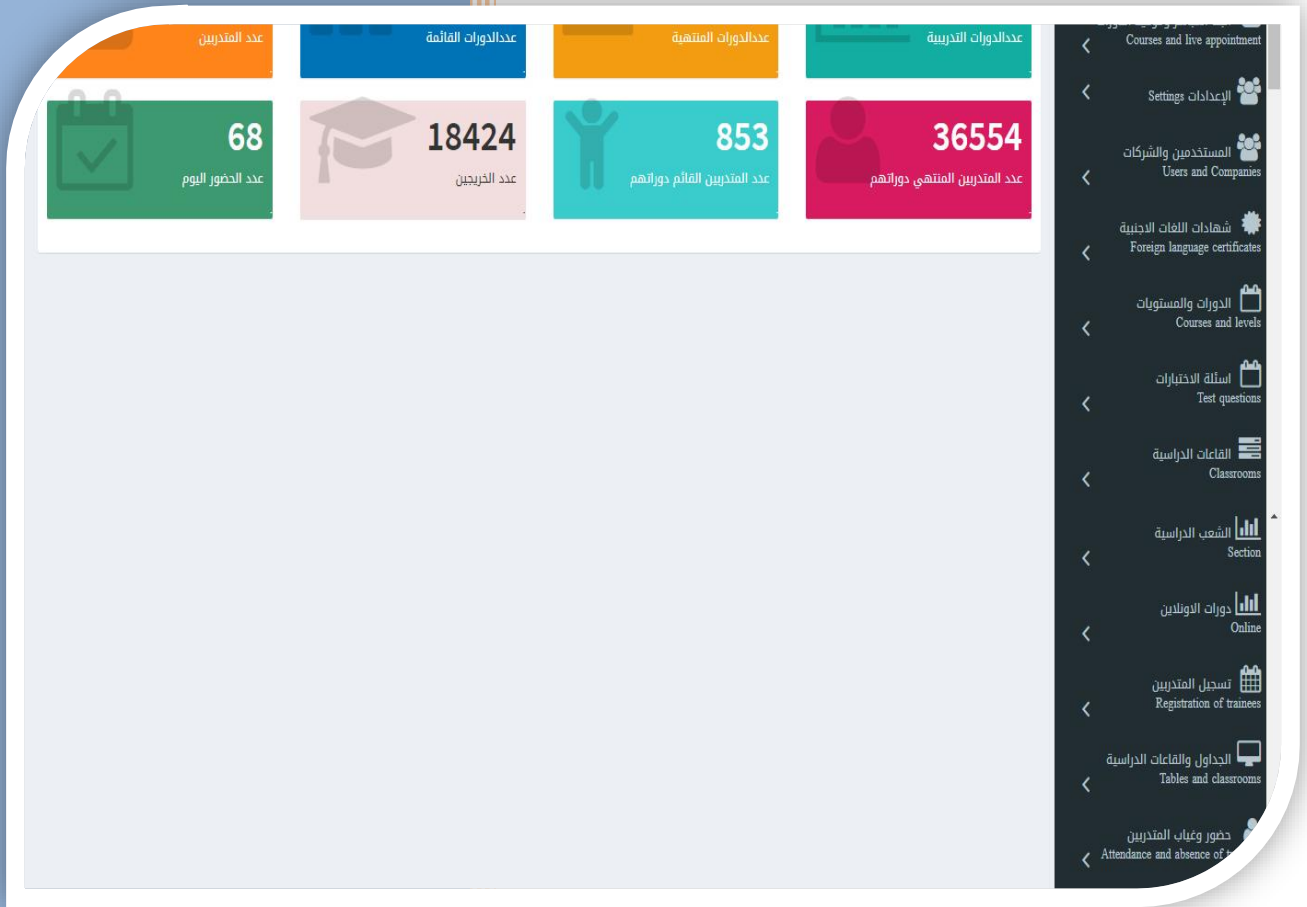 عددالدورات التدريبية
عددالدورات المنتهية
عددالدورات القائمة
عدد المتدربين
36554
عدد المتدربين المنتهي دوراتهم
853
عدد المتدربين القائم دوراتهم
18424
عدد الخريجين
68
عدد الحضور اليوم
Courses and live appointment
الإعدادات Settings
المستخدمين والشركات
Users and Companies
شهادات اللغات الاجنبية
Foreign language certificates
الدورات والمستويات
Courses and levels
اسئلة الاختبارات
Test questions
القاعات الدراسية
Classrooms
الشعب الدراسية
Section
دورات الاونلاين
Online
تسجيل المتدربين
Registration of trainees
الجداول والقاعات الدراسية
Tables and classrooms
حضور وغياب المتدربين
Attendance and absence of